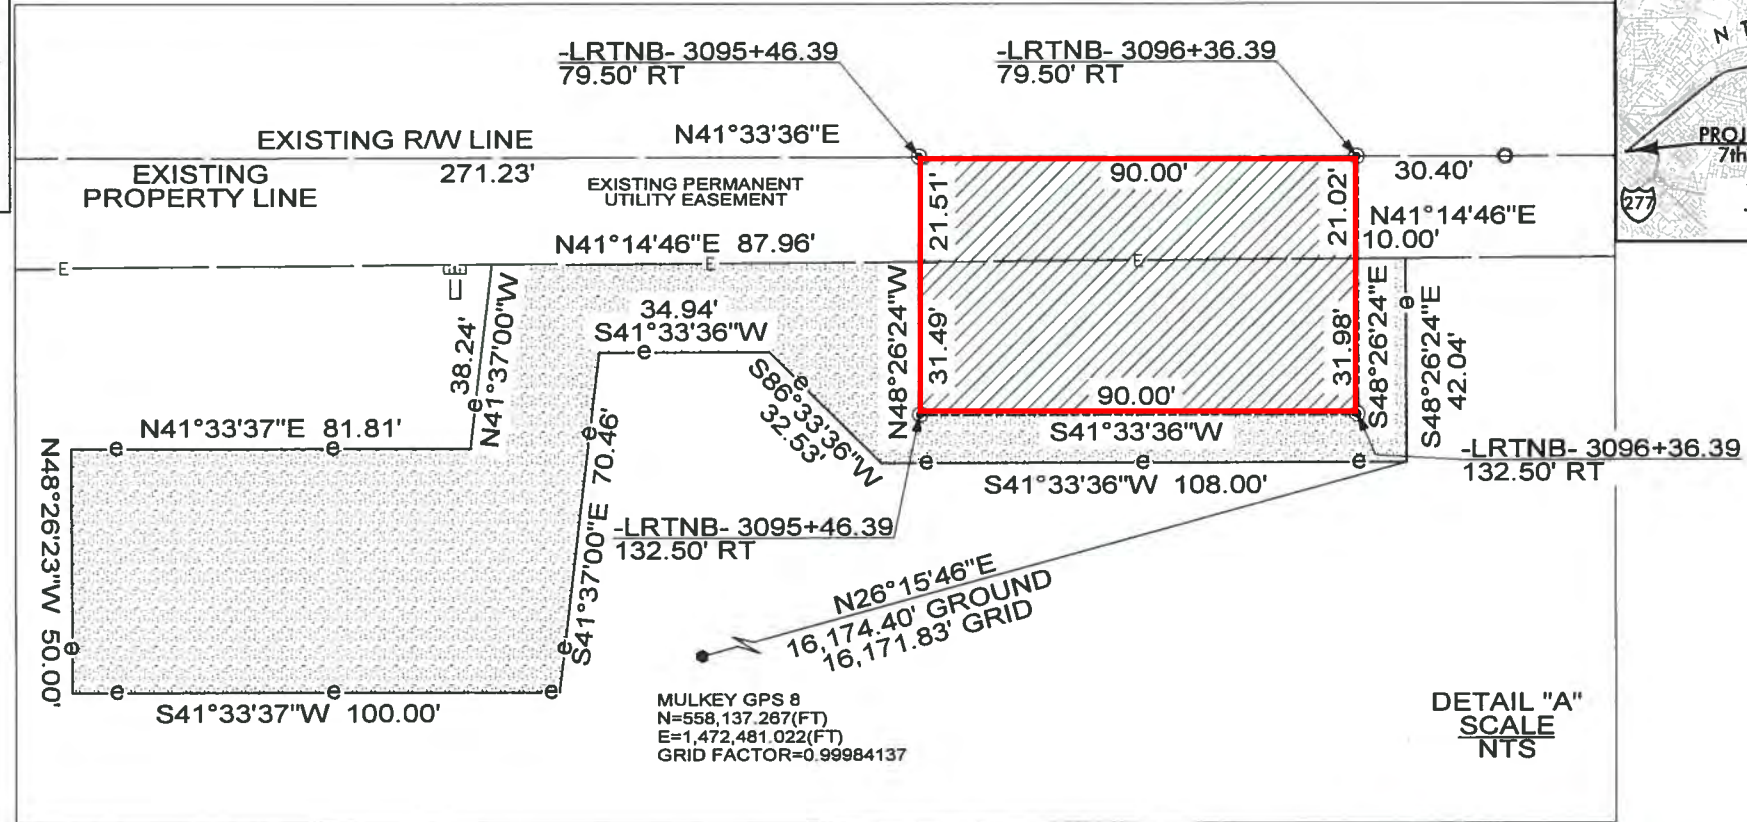 -LRTNB- 3095+46.39
79.50' RT
-LRTNB- 3096+36.39
79.50' RT
N
PROJ
7th
277
EXISTING R/W LINE
N41°33'36"E
EXISTING
PROPERTY LINE
271.23'
EXISTING PERMANENT
UTILITY EASEMENT
90.00'
30.40'
21.51'
21.02'
N41°14'46"E
10.00'
N41°14'46"E 87.96'
E
E
E
E
38.24'
N41°37'00"W
34.94'
S41°33'36"W
S86°33'36"W
32.53'
N48°26'24"W
31.49'
31.98'
S48°26'24"E
S48°26'24"E
42.04'
90.00'
S41°33'36"W
S41°33'36"W 108.00'
-LRTNB- 3096+36.39
132.50' RT
N41°33'37"E 81.81'
N48°26'23"W 50.00'
S41°37'00"E 70.46'
S41°33'37"W 100.00'
-LRTNB- 3095+46.39
132.50' RT
N26°15'46"E
16,174.40' GROUND
16,171.83' GRID
MULKEY GPS 8
N=558,137.267(FT)
E=1,472,481.022(FT)
GRID FACTOR=0.99984137
DETAIL "A"
SCALE
NTS